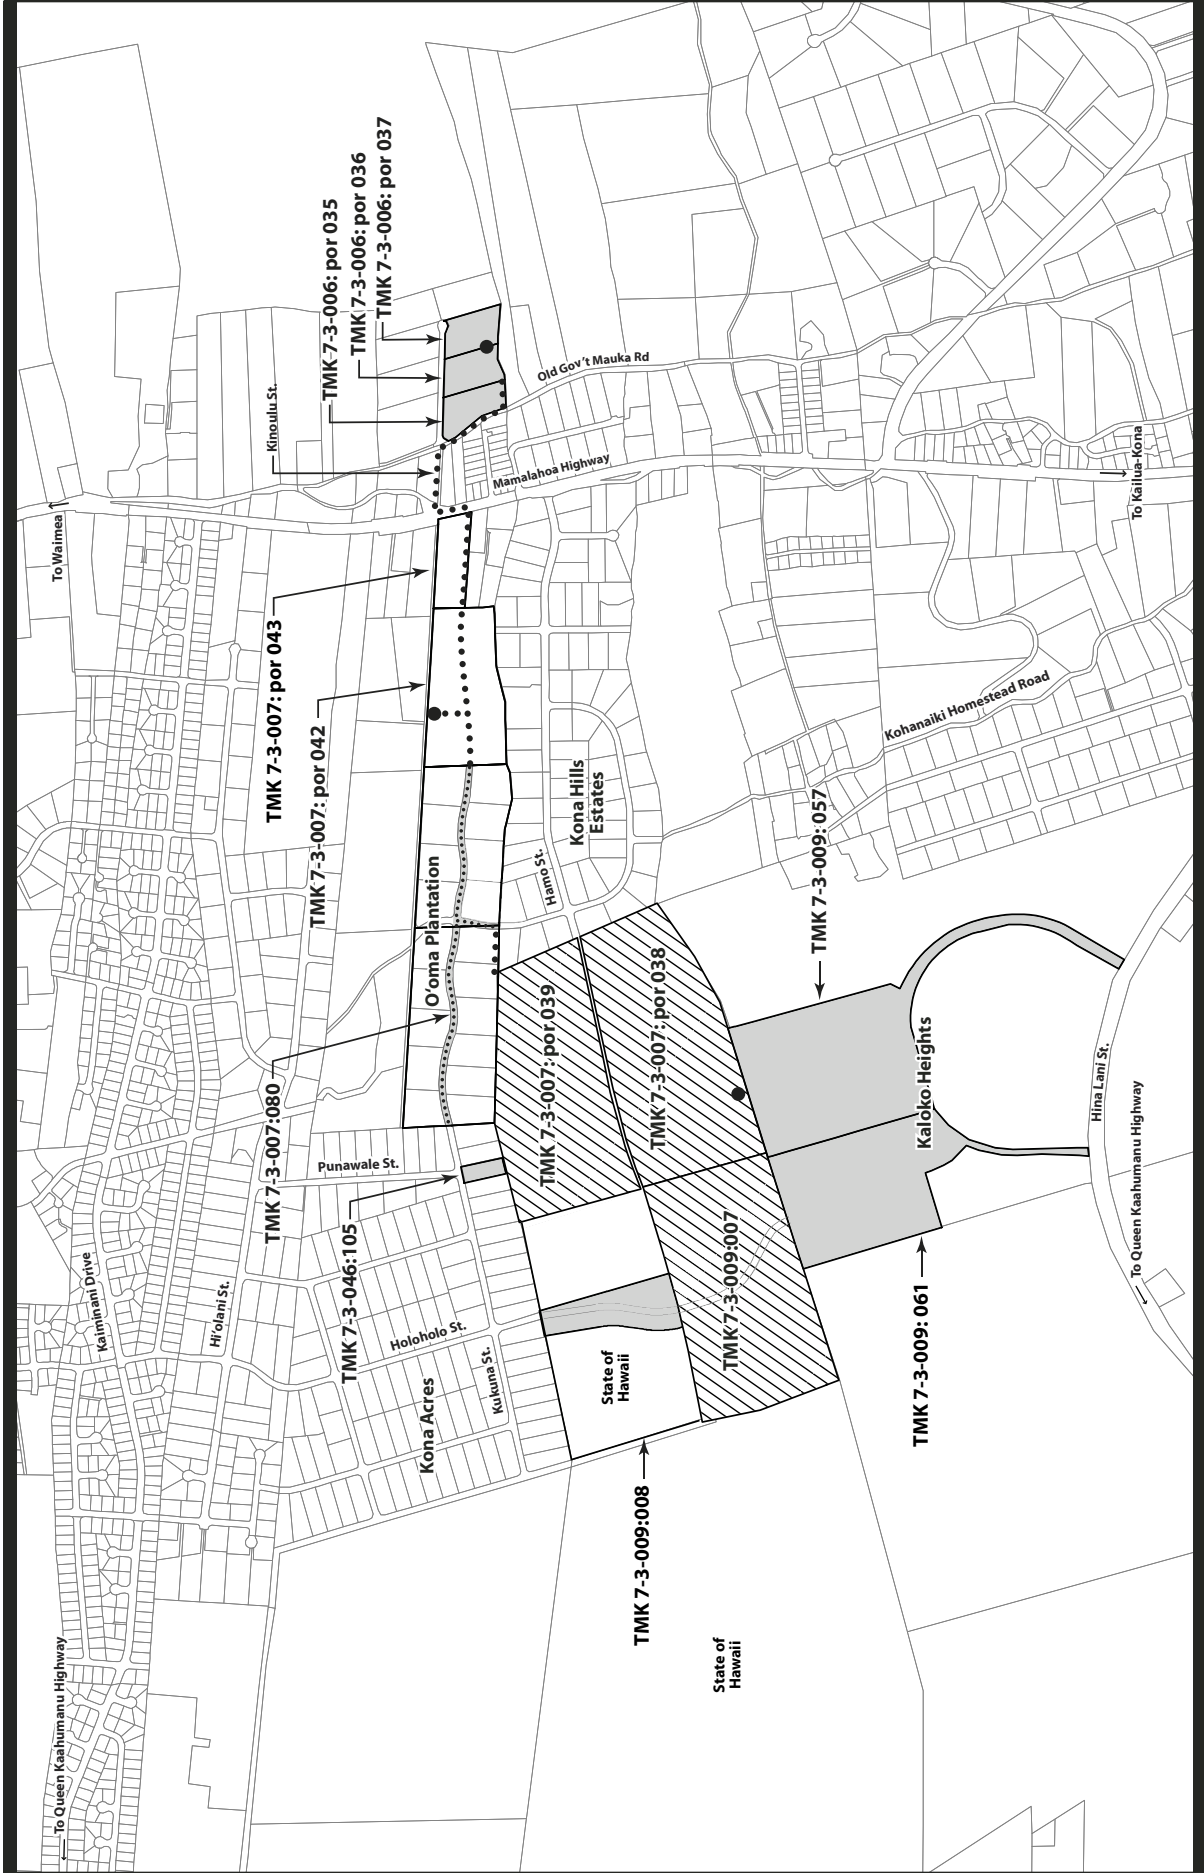 TMK 7-3-006: por 035
TMK 7-3-006: por 036
TMK 7-3-006: por 037
Kinoulu St.
Old Gov't Mauka Rd
Mamalahoa Highway
To Waimea
To Kailua-Kona
TMK 7-3-007: por 043
TMK 7-3-007: por 042
Kohanaiki Homestead Road
Kona Hills
Estates
Hamo St.
O‘oma Plantation
TMK 7-3-009: 057
TMK 7-3-007: por 039
TMK 7-3-007: por 038
Kaloko Heights
Hina Lani St.
To Queen Kaahumanu Highway
TMK 7-3-007:080
Punawale St.
TMK 7-3-046:105
Kaiminani Drive
Hi‘olani St.
Holoholo St.
Kukuna St.
Kona Acres
State of
Hawaii
TMK 7-3-009:007
TMK 7-3-009: 061
TMK 7-3-009:008
State of
Hawaii
To Queen Kaahumanu Highway